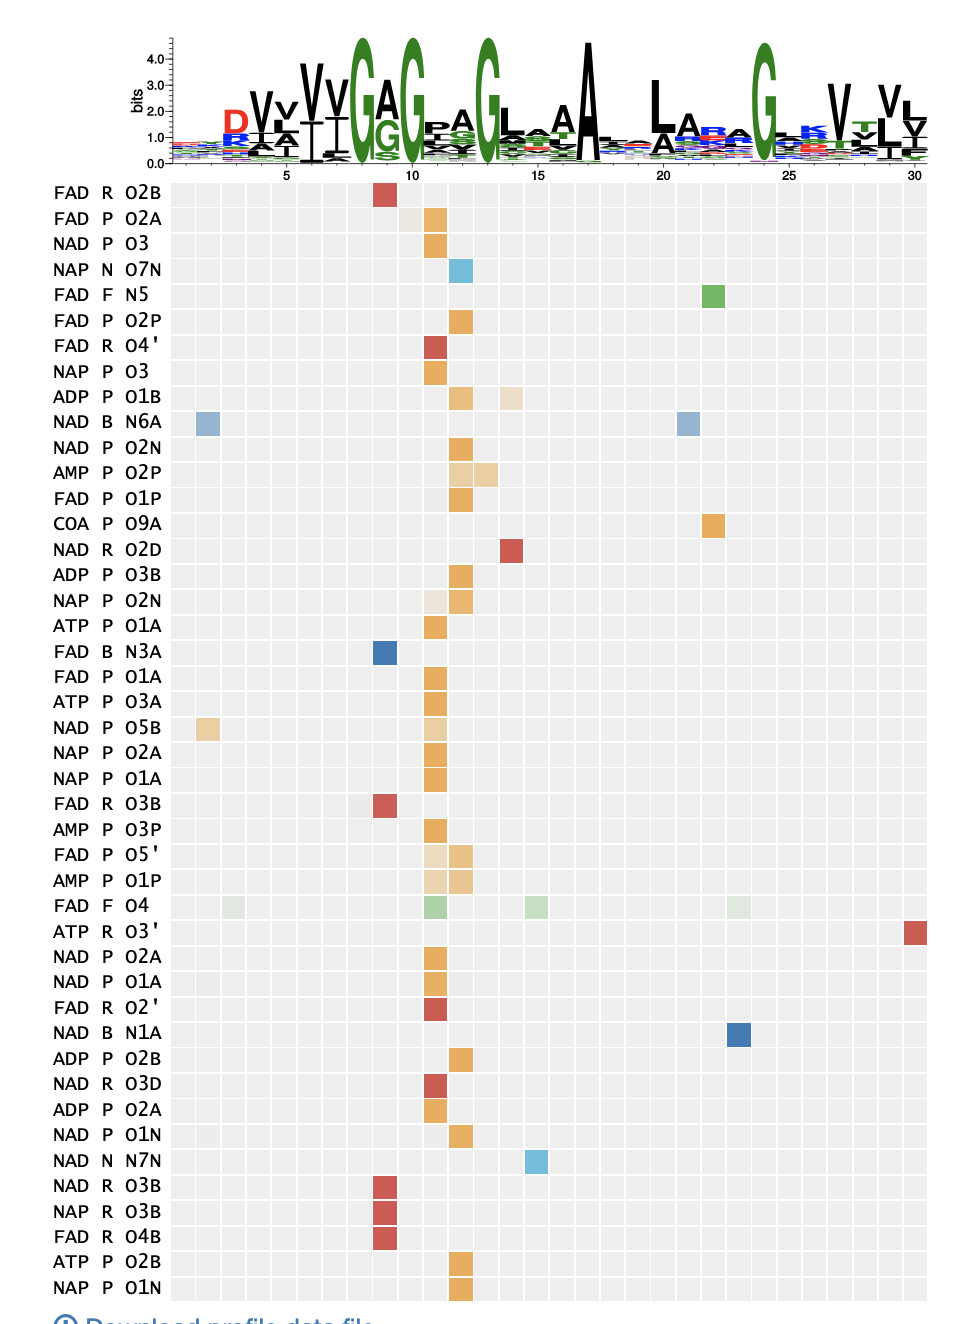 bits
4.0
3.0
2.0
1.0
0.0
5 10 15 20 25 30
FAD R O2B
FAD P O2A
NAD P O3
NAP N O7N
FAD F N5
FAD P O2P
FAD R O4'
NAP P O3
ADP P O1B
NAD B N6A
NAD P O2N
AMP P O2P
FAD P O1P
COA P O9A
NAD R O2D
ADP P O3B
NAP P O2N
ATP P O1A
FAD B N3A
FAD P O1A
ATP P O3A
NAD P O5B
NAP P O2A
NAP P O1A
FAD R O3B
AMP P O3P
FAD P O5'
AMP P O1P
FAD F O4
ATP R O3'
NAD P O2A
NAD P O1A
FAD R O2'
NAD B N1A
ADP P O2B
NAD R O3D
ADP P O2A
NAD P O1N
NAD N N7N
NAD R O3B
NAP R O3B
FAD R O4B
ATP P O2B
NAP P O1N
Download profile data file